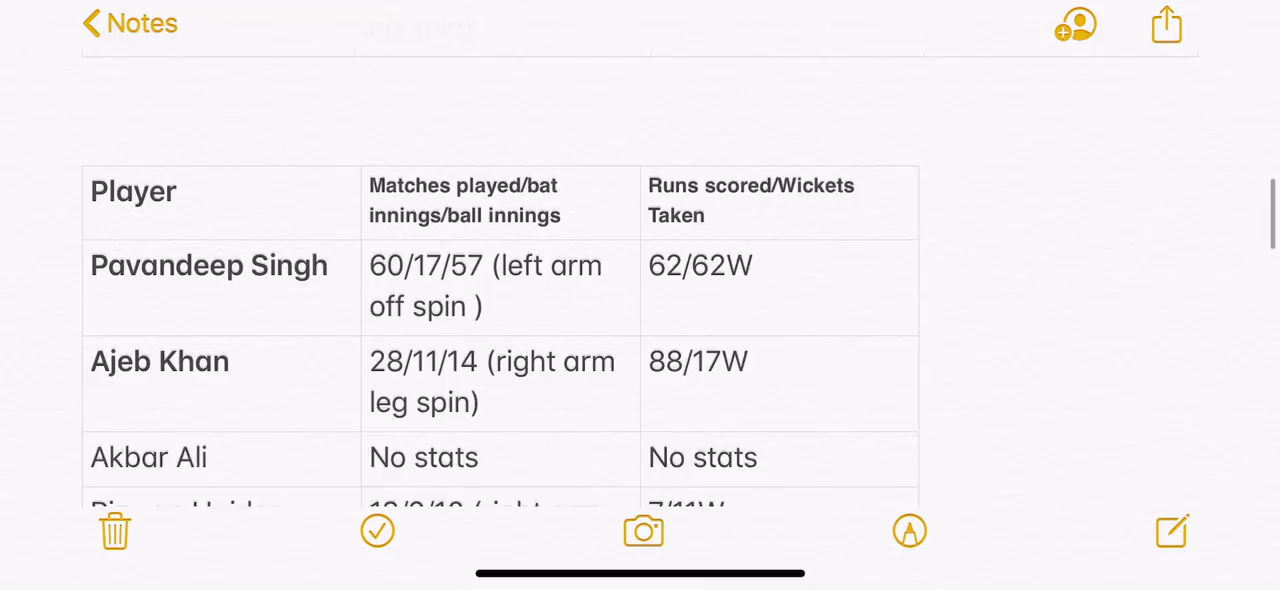 Notes
leg spin)
Player
Matches played/bat
innings/ball innings
Runs scored/Wickets
Taken
Pavandeep Singh
60/17/57 (left arm
off spin )
62/62W
Ajeb Khan
28/11/14 (right arm
leg spin)
88/17W
Akbar Ali
No stats
No stats